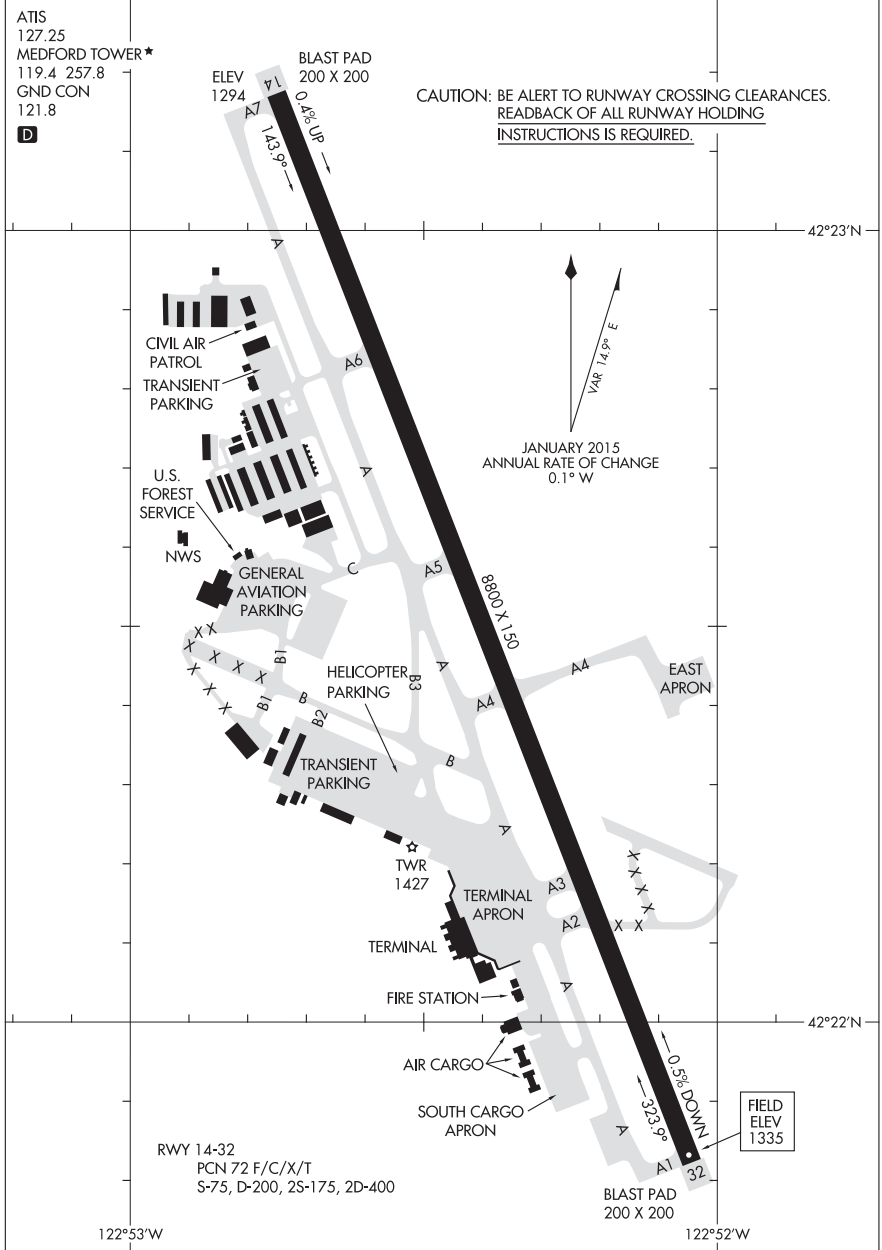 ATIS
127.25
MEDFORD TOWER★
119.4 257.8
GND CON
121.8
D
ELEV
1294
BLAST PAD
200 X 200
CAUTION: BE ALERT TO RUNWAY CROSSING CLEARANCES.
READBACK OF ALL RUNWAY HOLDING
INSTRUCTIONS IS REQUIRED.
14
A7
0.4% UP
143.9°
42°23'N
A
VAR 14.9° E
CIVIL AIR
PATROL
TRANSIENT
PARKING
A6
JANUARY 2015
ANNUAL RATE OF CHANGE
0.1° W
A
U.S.
FOREST
SERVICE
NWS
GENERAL
AVIATION
PARKING
C
A5
8800 X 150
X X
X
X
X
X
X
X
X
B1
B1
B
B2
HELICOPTER
PARKING
B3
A
A4
A4
EAST
APRON
TRANSIENT
PARKING
B
A
TWR
1427
TERMINAL
APRON
A3
A2
X
X
X
X
X X
TERMINAL
FIRE STATION
A
42°22'N
AIR CARGO
SOUTH CARGO
APRON
0.5% DOWN
323.9°
A
A1
32
FIELD
ELEV
1335
RWY 14-32
PCN 72 F/C/X/T
S-75, D-200, 2S-175, 2D-400
BLAST PAD
200 X 200
122°53'W
122°52'W